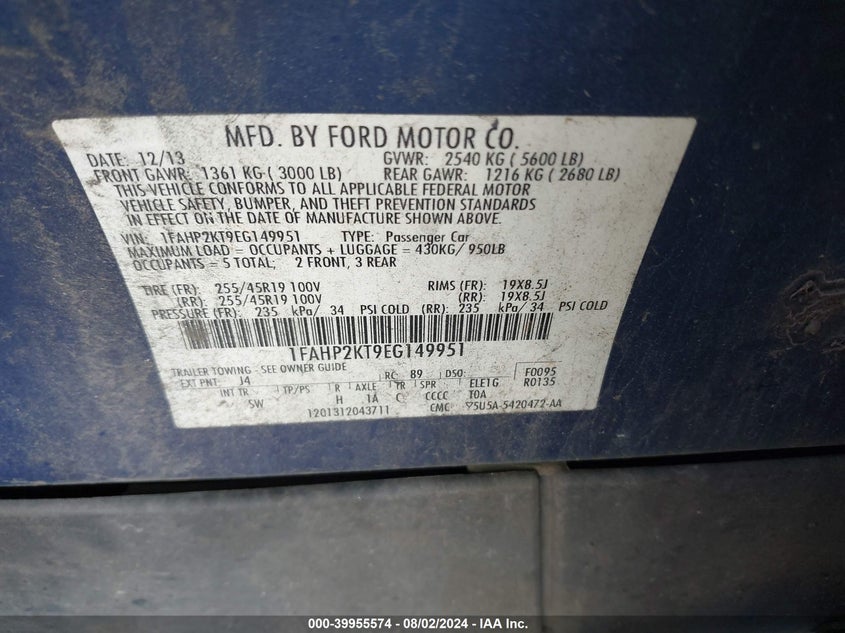 MFD. BY FORD MOTOR CO.
DATE: 12/13 GVWR: 2540 KG ( 5600 LB)
FRONT GAWR: 1361 KG ( 3000 LB) REAR GAWR: 1216 KG ( 2680 LB)
THIS VEHICLE CONFORMS TO ALL APPLICABLE FEDERAL MOTOR
VEHICLE SAFETY, BUMPER, AND THEFT PREVENTION STANDARDS
IN EFFECT ON THE DATE OF MANUFACTURE SHOWN ABOVE.
VIN: 1FAHP2KT9EG149951 TYPE: Passenger Car
MAXIMUM LOAD = OCCUPANTS + LUGGAGE = 430KG/ 950LB
OCCUPANTS = 5 TOTAL; 2 FRONT, 3 REAR
TIRE (FR): 255/45R19 100V RIMS (FR): 19X8.5J
(RR): 255/45R19 100V (RR): 19X8.5J
PRESSURE (FR): 235 kPa/ 34 PSI COLD (RR): 235 kPa/ 34 PSI COLD
1FAHP2KT9EG149951
TRAILER TOWING - SEE OWNER GUIDE
EXT PNT: J4 RC: 89 DSO: F0095
INT TR TP/PS R AXLE TR SPR ELE1G R0135
SW H 1A C CCCC T0A
1201312043711 CMC 5U5A-5420472-AA
000-39955574 - 08/02/2024 - IAA Inc.